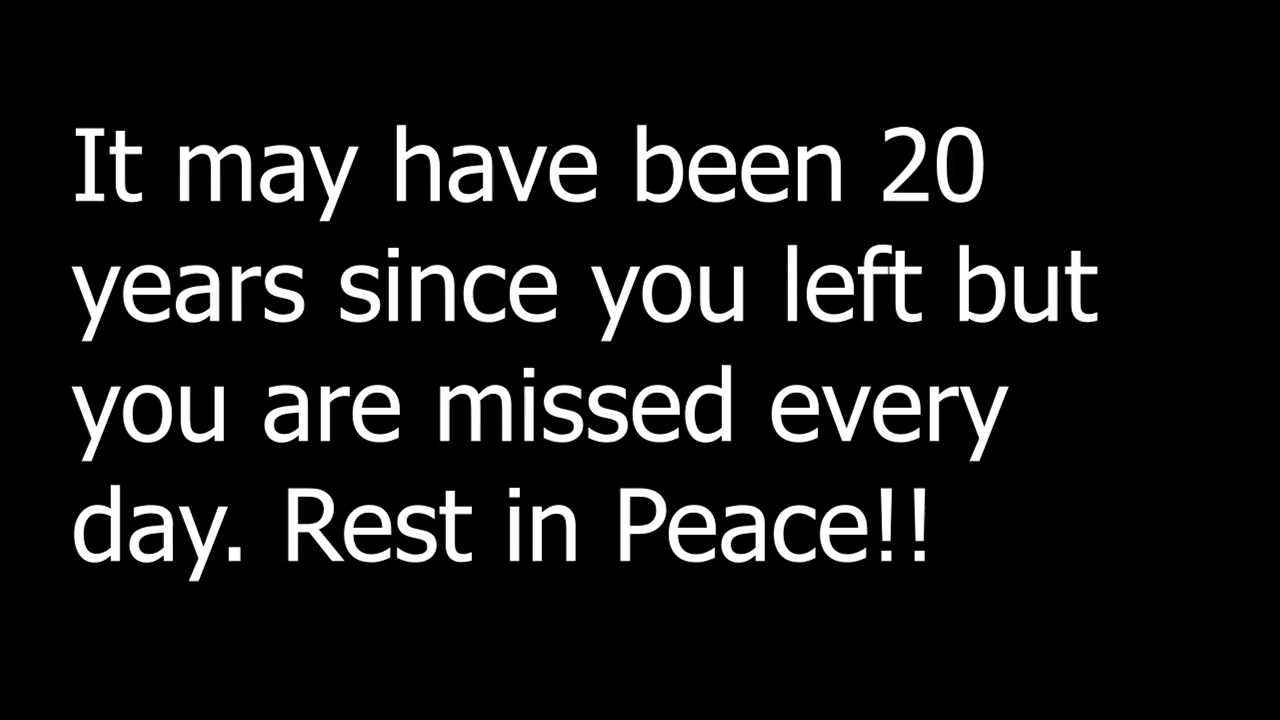 It may have been 20
years since you left but
you are missed every
day. Rest in Peace!!